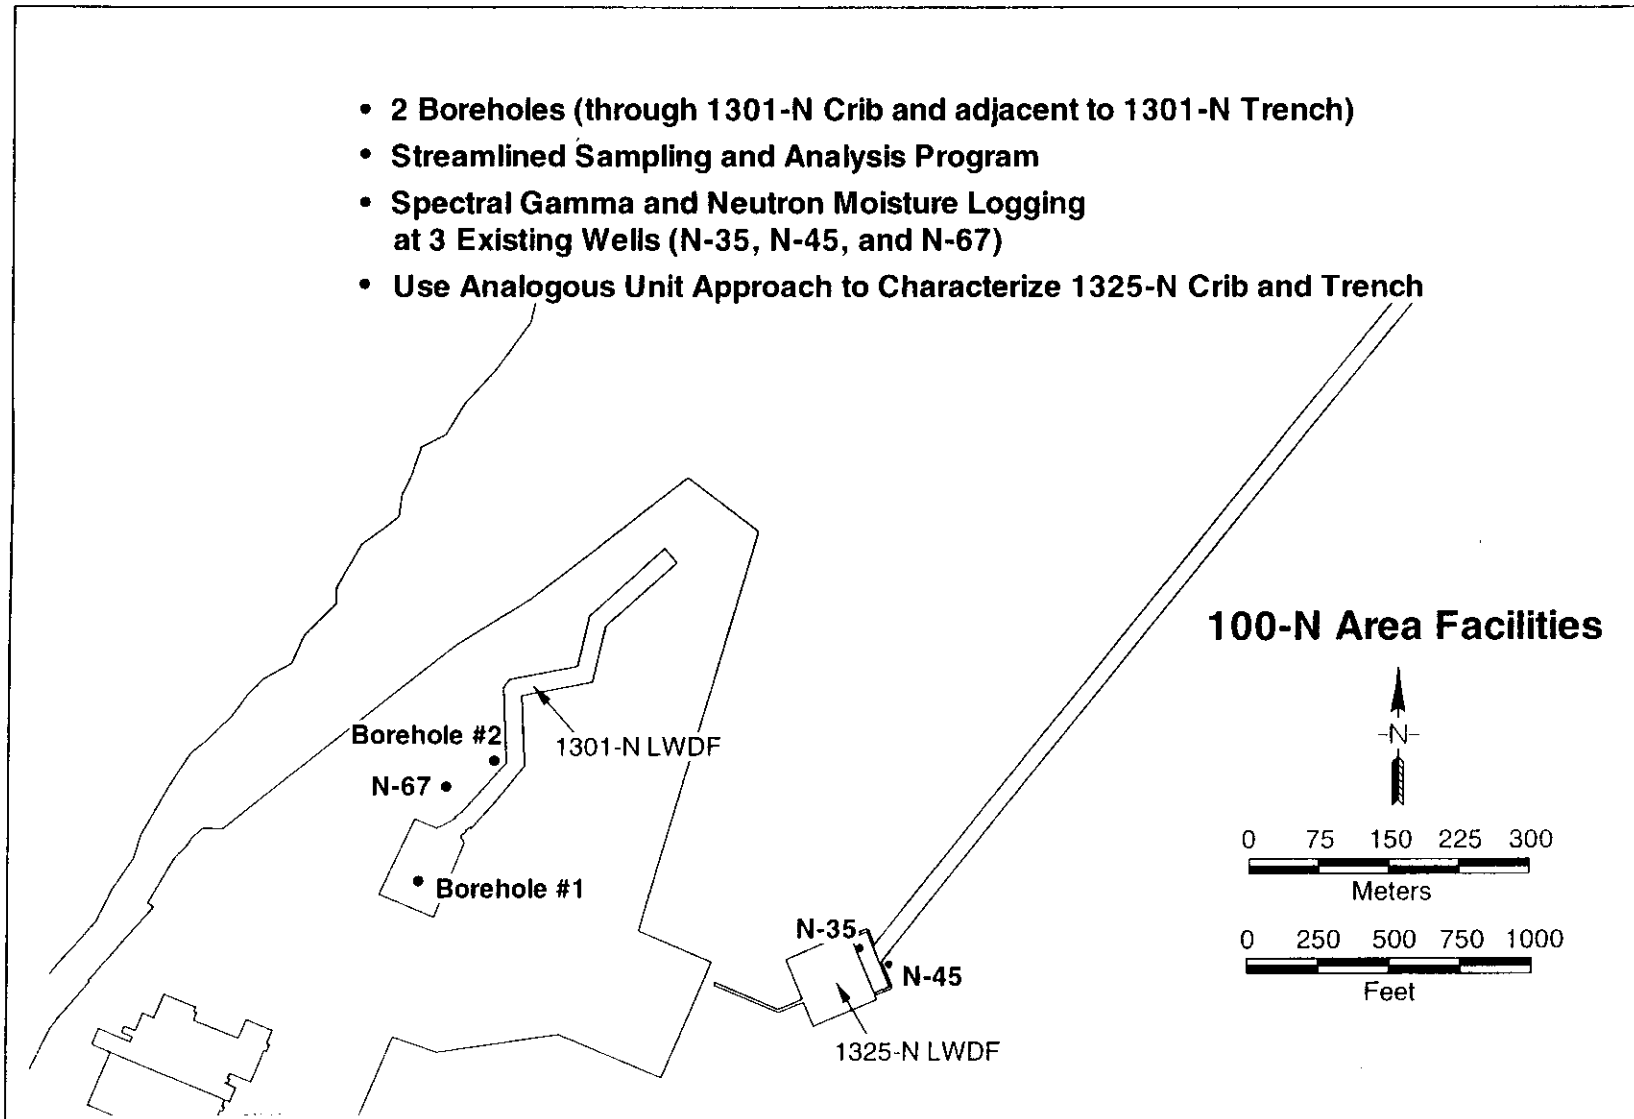 • 2 Boreholes (through 1301-N Crib and adjacent to 1301-N Trench)
• Streamlined Sampling and Analysis Program
• Spectral Gamma and Neutron Moisture Logging
at 3 Existing Wells (N-35, N-45, and N-67)
• Use Analogous Unit Approach to Characterize 1325-N Crib and Trench
100-N Area Facilities
-N-
Borehole #2
1301-N LWDF
N-67
Borehole #1
0 75 150 225 300
Meters
N-35
0 250 500 750 1000
N-45
Feet
1325-N LWDF